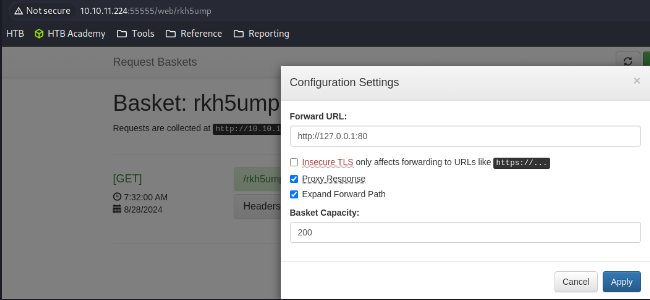 Not secure 10.10.11.224:55555/web/rkh5ump
HTB HTB Academy Tools Reference Reporting
Request Baskets
Configuration Settings ×
Basket: rkh5ump
Requests are collected at http://10.10.1
Forward URL:
http://127.0.0.1:80
Insecure TLS only affects forwarding to URLs like https://...
[GET]
/rkh5ump
Proxy Response
7:32:00 AM
Expand Forward Path
8/28/2024
Headers
Basket Capacity:
200
Cancel Apply